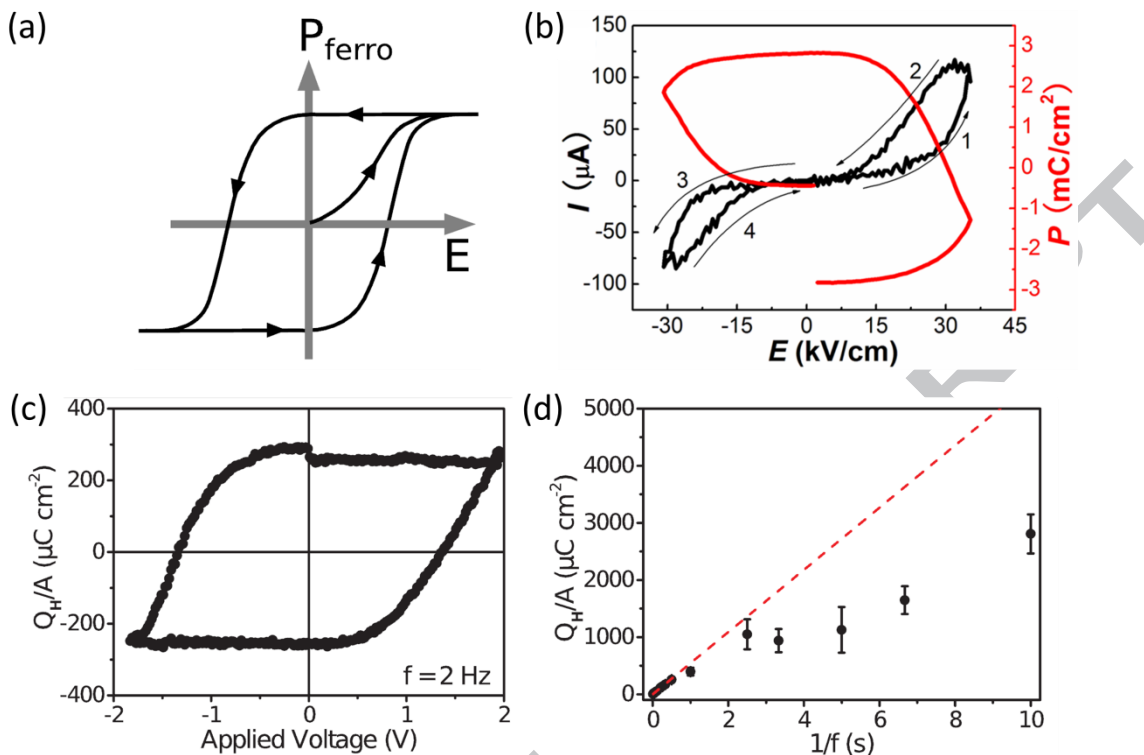 (a)
P_ferro
E
(b)
I (μA)
150
100
50
0
-50
-100
1
2
3
4
3
2
1
0
-1
-2
-3
P (mC/cm²)
-30 -15 0 15 30 45
E (kV/cm)
(c)
Q_H/A (μC cm⁻²)
400
200
0
-200
-400
f = 2 Hz
-2 -1 0 1 2
Applied Voltage (V)
(d)
Q_H/A (μC cm⁻²)
5000
4000
3000
2000
1000
0
0 2 4 6 8 10
1/f (s)